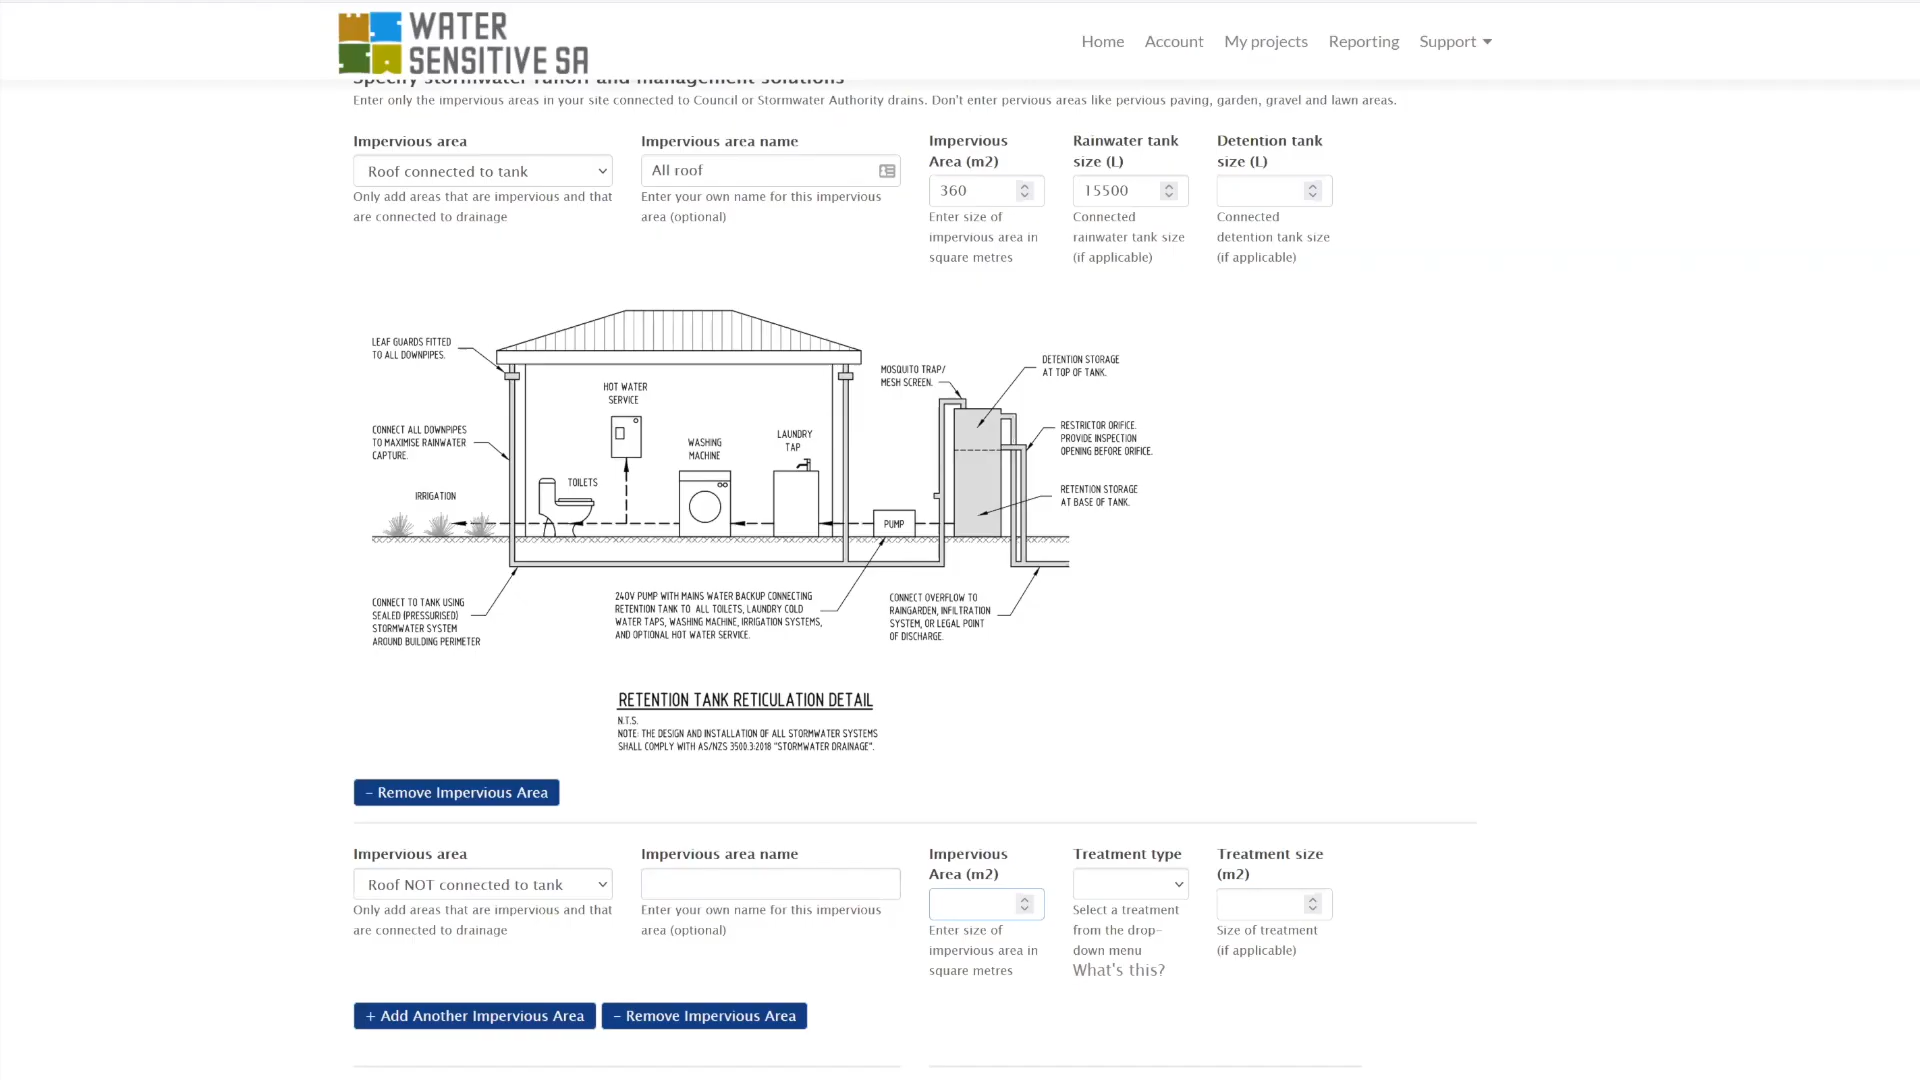 WATER
SENSITIVE SA
Home
Account
My projects
Reporting
Support
Specify stormwater runoff and management solutions
Enter only the impervious areas in your site connected to Council or Stormwater Authority drains. Don't enter pervious areas like pervious paving, garden, gravel and lawn areas.
Impervious area
Roof connected to tank
Only add areas that are impervious and that
are connected to drainage
Impervious area name
All roof
Enter your own name for this impervious
area (optional)
Impervious
Area (m2)
360
Enter size of
impervious area in
square metres
Rainwater tank
size (L)
15500
Connected
rainwater tank size
(if applicable)
Detention tank
size (L)
Connected
detention tank size
(if applicable)
LEAF GUARDS FITTED
TO ALL DOWNPIPES.
HOT WATER
SERVICE
MOSQUITO TRAP/
MESH SCREEN.
DETENTION STORAGE
AT TOP OF TANK.
CONNECT ALL DOWNPIPES
TO MAXIMISE RAINWATER
CAPTURE.
WASHING
MACHINE
LAUNDRY
TAP
RESTRICTOR ORIFICE.
PROVIDE INSPECTION
OPENING BEFORE ORIFICE.
TOILETS
IRRIGATION
RETENTION STORAGE
AT BASE OF TANK.
PUMP
CONNECT TO TANK USING
SEALED (PRESSURISED)
STORMWATER SYSTEM
AROUND BUILDING PERIMETER
240V PUMP WITH MAINS WATER BACKUP CONNECTING
RETENTION TANK TO ALL TOILETS, LAUNDRY COLD
WATER TAPS, WASHING MACHINE, IRRIGATION SYSTEMS,
AND OPTIONAL HOT WATER SERVICE.
CONNECT OVERFLOW TO
RAINGARDEN, INFILTRATION
SYSTEM, OR LEGAL POINT
OF DISCHARGE.
RETENTION TANK RETICULATION DETAIL
N.T.S.
NOTE: THE DESIGN AND INSTALLATION OF ALL STORMWATER SYSTEMS
SHALL COMPLY WITH AS/NZS 3500.3:2018 "STORMWATER DRAINAGE".
- Remove Impervious Area
Impervious area
Roof NOT connected to tank
Only add areas that are impervious and that
are connected to drainage
Impervious area name
Enter your own name for this impervious
area (optional)
Impervious
Area (m2)
Enter size of
impervious area in
square metres
Treatment type
Select a treatment
from the drop-
down menu
What's this?
Treatment size
(m2)
Size of treatment
(if applicable)
+ Add Another Impervious Area
- Remove Impervious Area